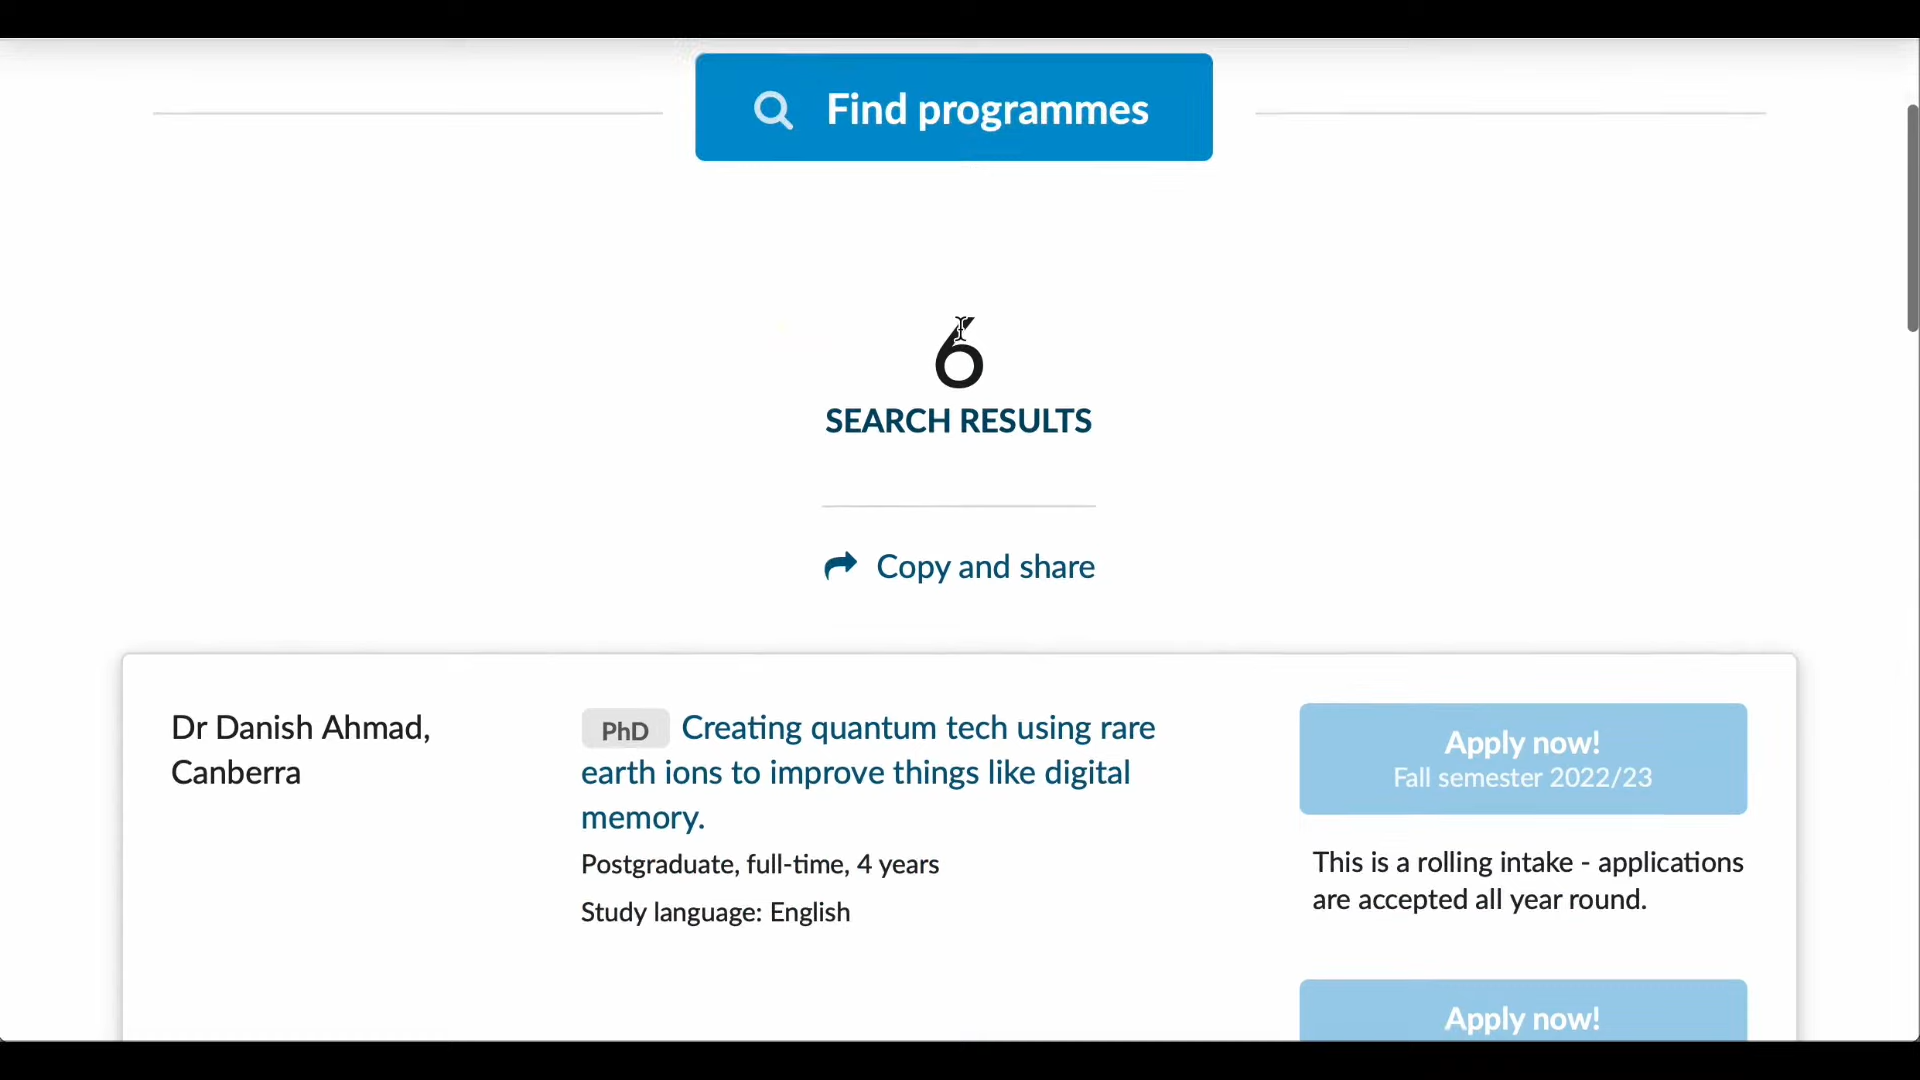 Find programmes
6
SEARCH RESULTS
Copy and share
Dr Danish Ahmad,
Canberra
PhD Creating quantum tech using rare
earth ions to improve things like digital
memory.
Postgraduate, full-time, 4 years
Study language: English
Apply now!
Fall semester 2022/23
This is a rolling intake - applications
are accepted all year round.
Apply now!